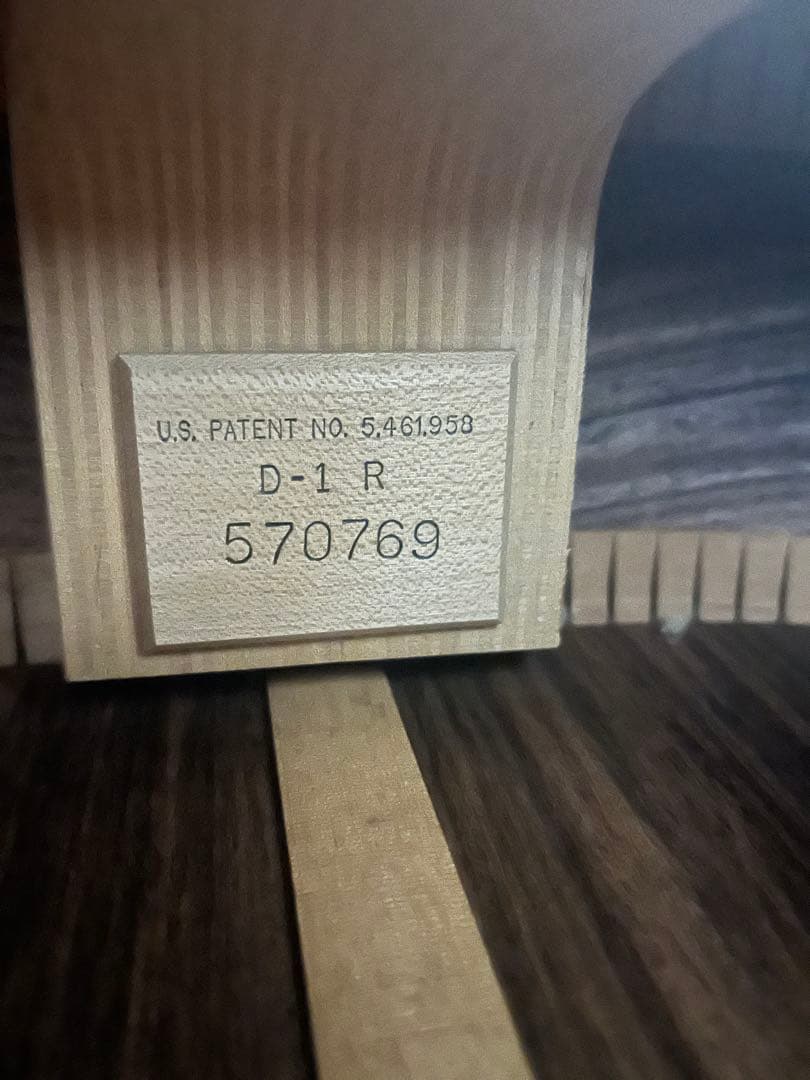 U.S. PATENT NO. 5,461,958
D-1 R
570769